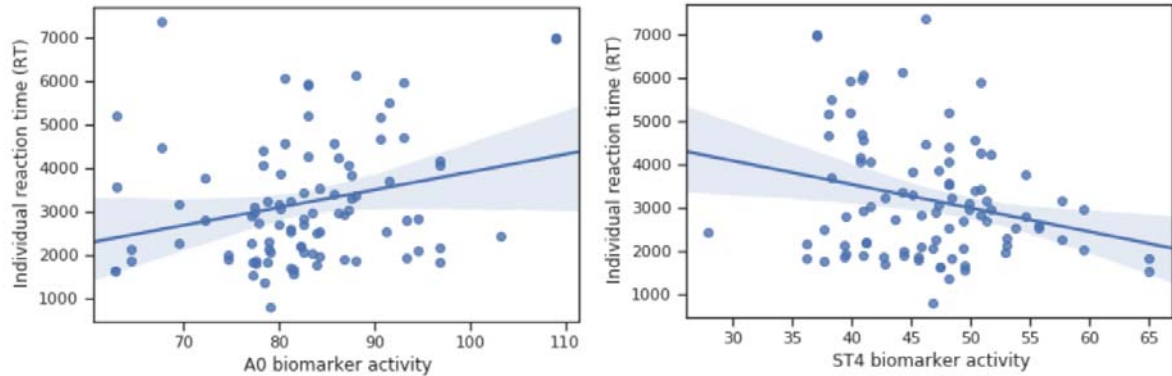 Individual reaction time (RT)
7000
6000
5000
4000
3000
2000
1000
70 80 90 100 110
A0 biomarker activity
Individual reaction time (RT)
7000
6000
5000
4000
3000
2000
1000
30 35 40 45 50 55 60 65
ST4 biomarker activity